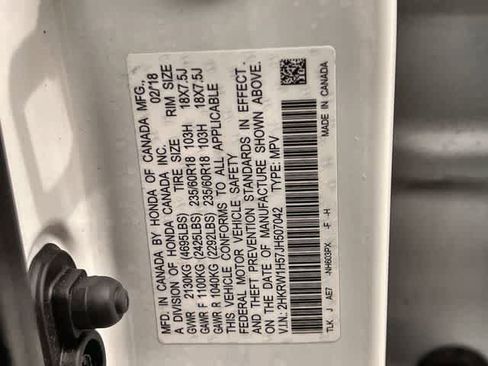 MFD. IN CANADA BY HONDA OF CANADA MFG.,
A DIVISION OF HONDA CANADA INC. 02/18
TIRE SIZE RIM SIZE
GVWR 2130KG (4695LBS)
GAWR F 1100KG (2425LBS) 235/60R18 103H 18X7.5J
GAWR R 1040KG (2292LBS) 235/60R18 103H 18X7.5J
THIS VEHICLE CONFORMS TO ALL APPLICABLE
FEDERAL MOTOR VEHICLE SAFETY
AND THEFT PREVENTION STANDARDS IN EFFECT
ON THE DATE OF MANUFACTURE SHOWN ABOVE.
V.I.N: 2HKRW1H57JH607042 TYPE: MPV
TLK J AE7 -NH603PX -F -H MADE IN CANADA